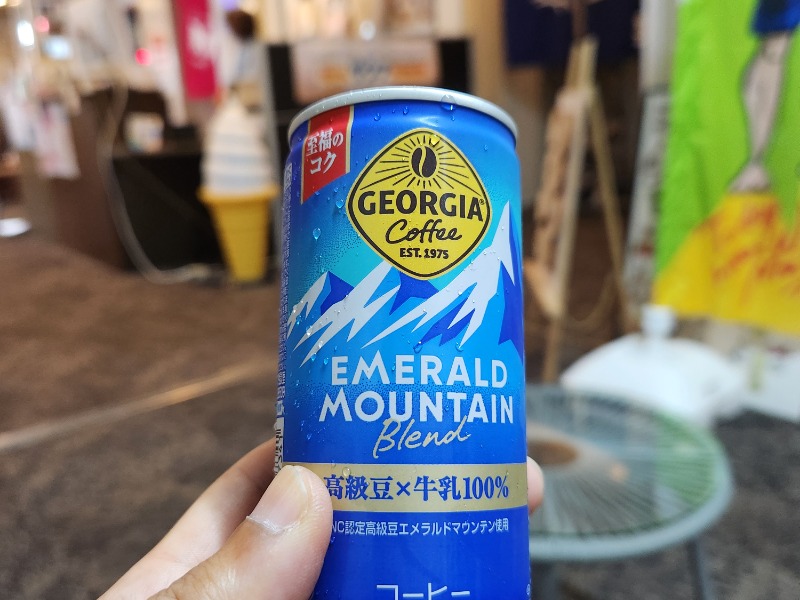 至福の
コク
GEORGIA®
Coffee
EST. 1975
EMERALD
MOUNTAIN
Blend
高級豆×牛乳100%
NC認定高級豆エメラルドマウンテン使用
コーヒー